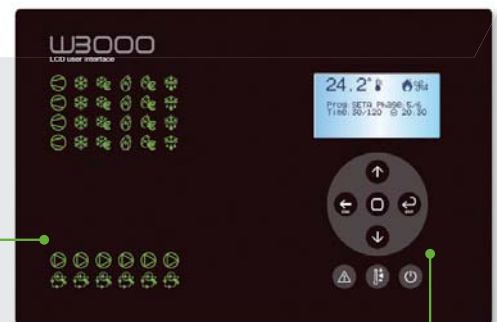 W3000
LCD user interface
24.2°
Prog:SETA Phase:5/6
Time:30/120 20:30